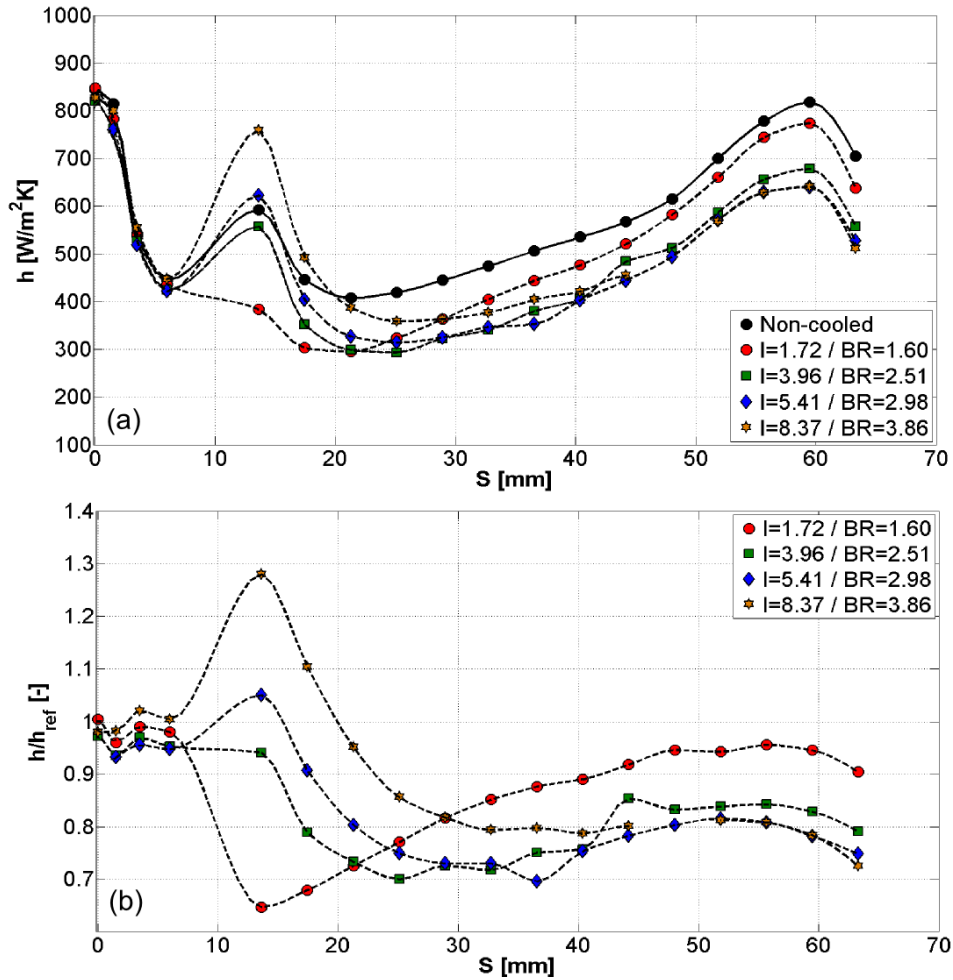 1000
900
800
700
600
500
400
300
200
100
h [W/m²K]
(a)
Non-cooled
I=1.72 / BR=1.60
I=3.96 / BR=2.51
I=5.41 / BR=2.98
I=8.37 / BR=3.86
0 10 20 30 40 50 60 70
S [mm]
1.4
1.3
1.2
1.1
1
0.9
0.8
0.7
h/h_ref [-]
(b)
I=1.72 / BR=1.60
I=3.96 / BR=2.51
I=5.41 / BR=2.98
I=8.37 / BR=3.86
0 10 20 30 40 50 60 70
S [mm]